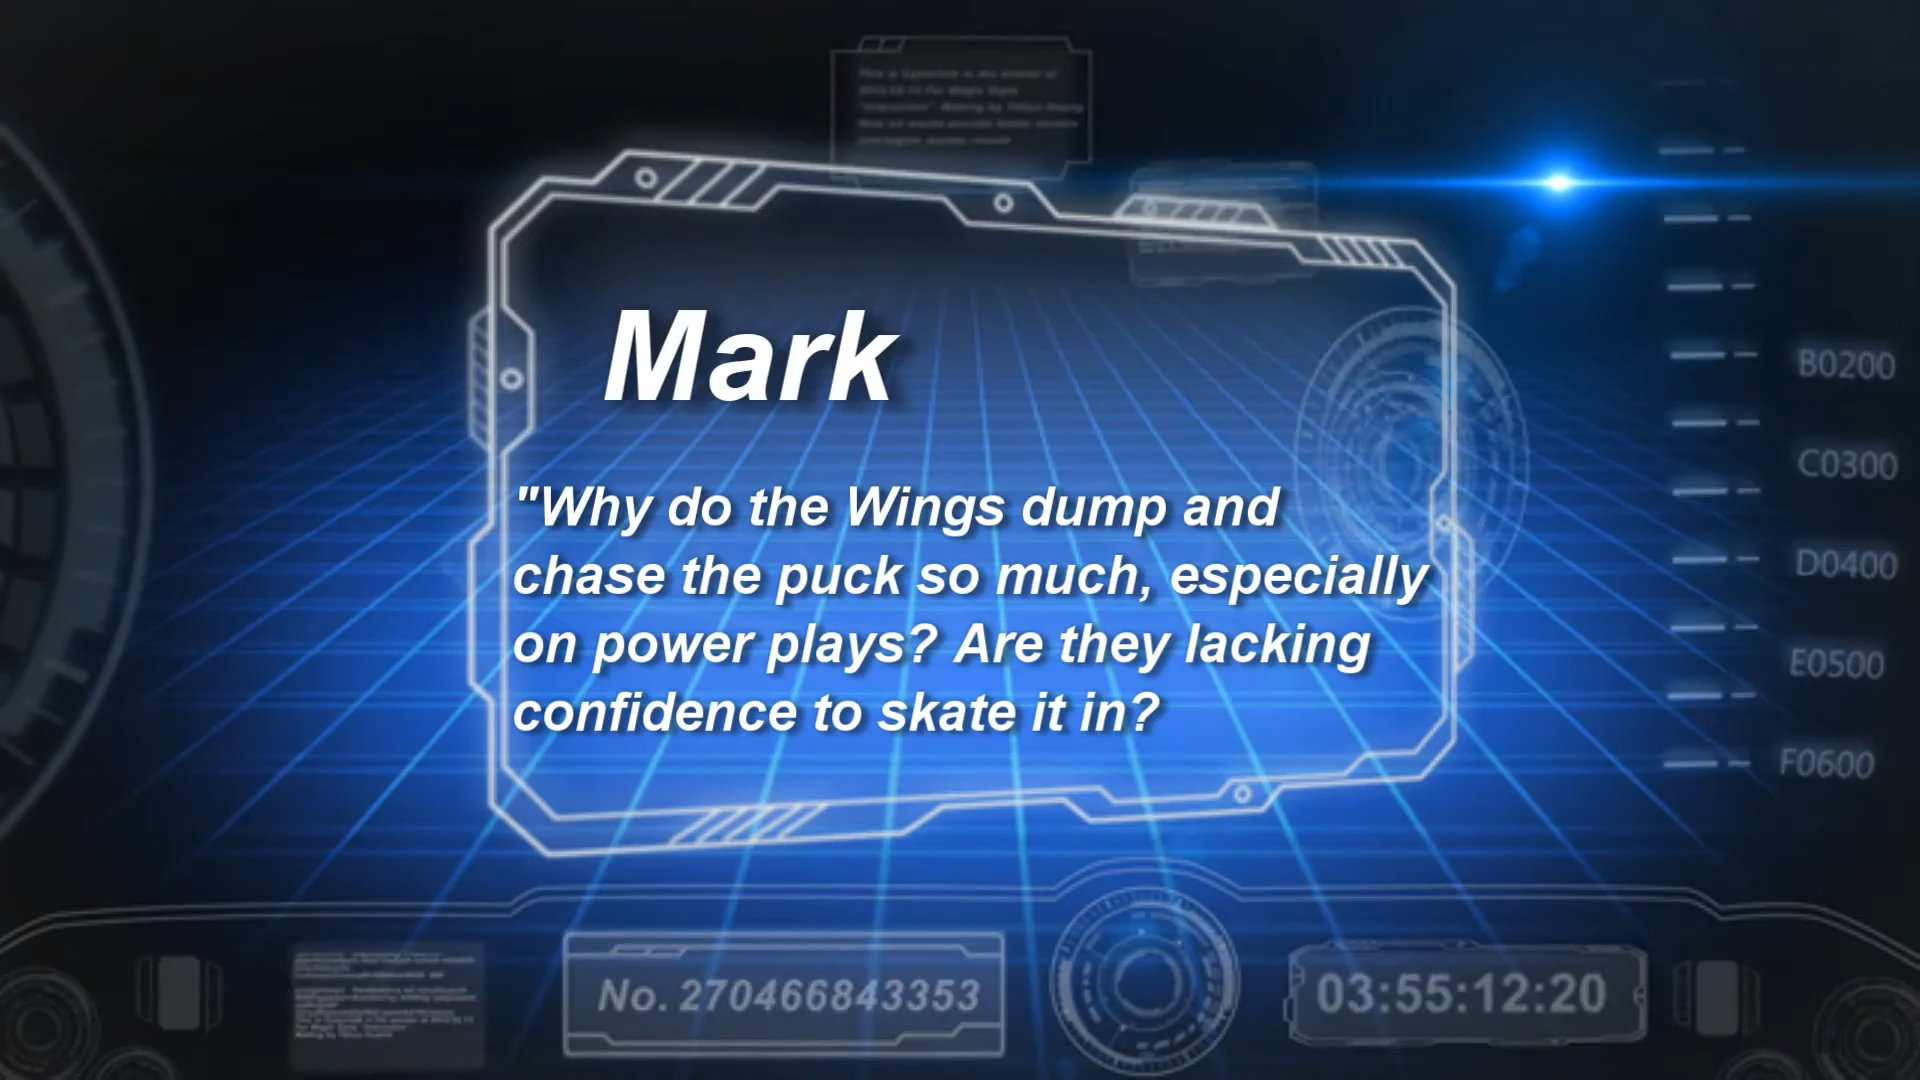 Mark
"Why do the Wings dump and
chase the puck so much, especially
on power plays? Are they lacking
confidence to skate it in?
B0200
C0300
D0400
E0500
F0600
No. 270466843353
03:55:12:20